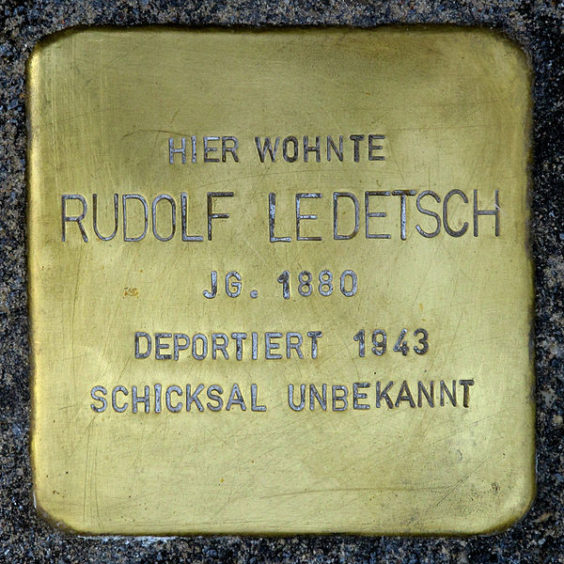 HIER WOHNTE
RUDOLF LEDETSCH
JG. 1880
DEPORTIERT 1943
SCHICKSAL UNBEKANNT